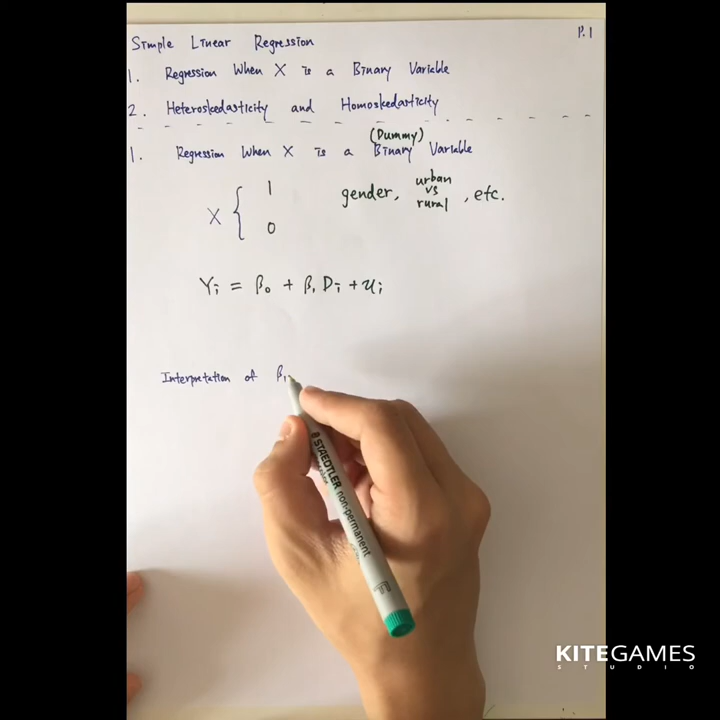 P.1
Simple Linear Regression
1. Regression When X is a Binary Variable
2. Heteroskedasticity and Homoskedasticity
(Dummy)
1. Regression When X is a Binary Variable
X { 1
0
gender, urban vs rural, etc.
Yi = β0 + β1 Di + ui
Interpretation of β1
STAEDTLER non-permanent
F
KITEGAMES
STUDIO